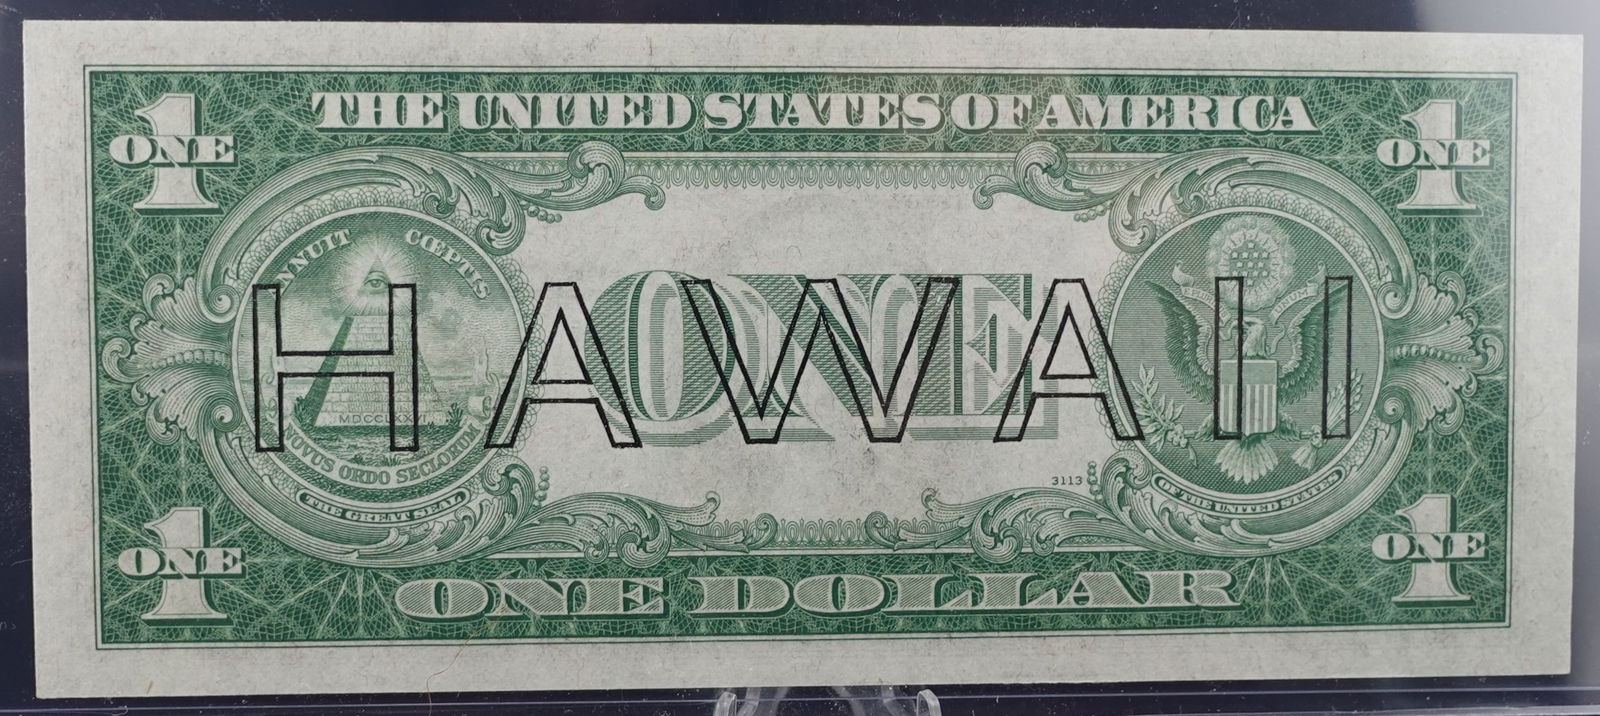 THE UNITED STATES OF AMERICA
1 ONE
1 ONE
ANNUIT CŒPTIS
ONE
HAWAII
MDCCLXXVI
NOVUS ORDO SECLORUM
3113
THE GREAT SEAL
OF THE UNITED STATES
1 ONE
ONE DOLLAR
1 ONE